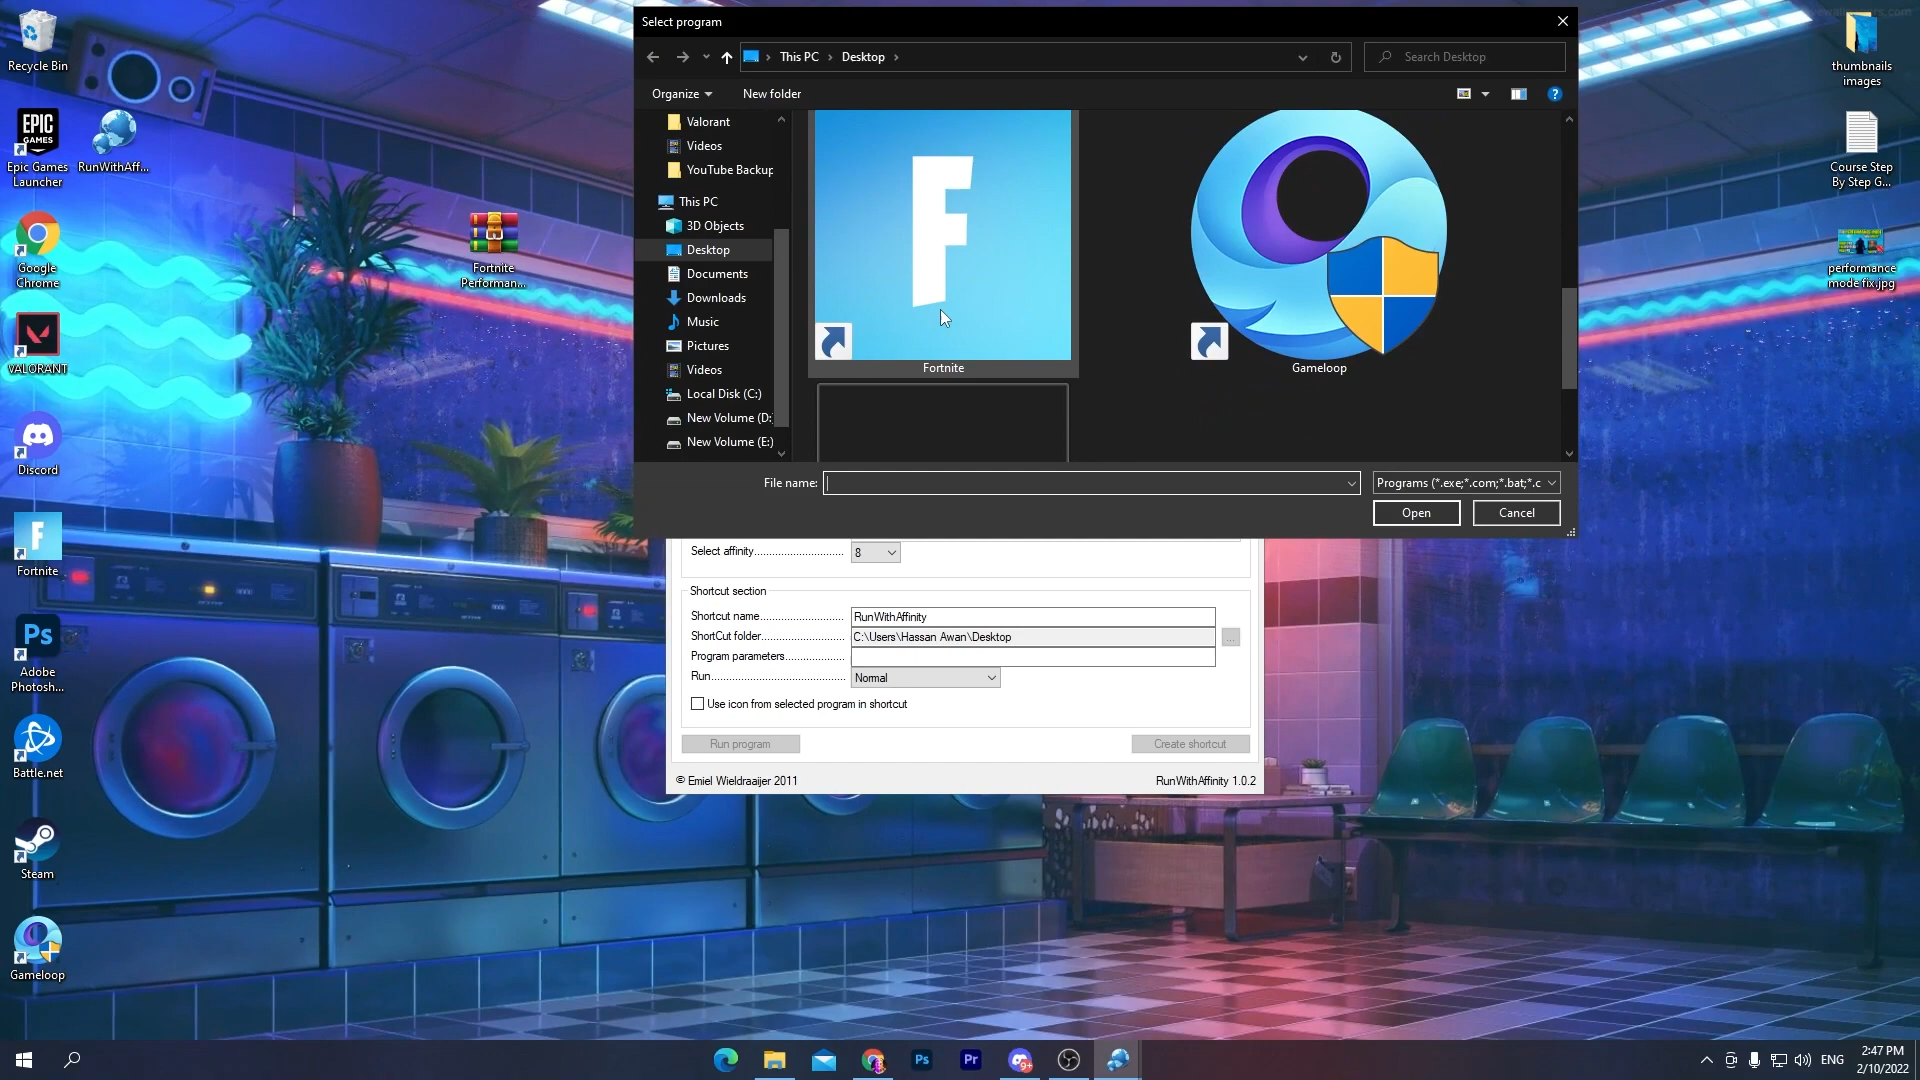 Select program
This PC
Desktop
Search Desktop
Organize
New folder
Valorant
Videos
YouTube Backup
This PC
3D Objects
Desktop
Documents
Downloads
Music
Pictures
Videos
Local Disk (C:)
New Volume (D:)
New Volume (E:)
F
Fortnite
Gameloop
File name:
Programs (*.exe;*.com;*.bat;*.c
Open
Cancel
Select affinity
8
Shortcut section
Shortcut name
RunWithAffinity
ShortCut folder
C:\Users\Hassan Awan\Desktop
...
Program parameters
Run
Normal
Use icon from selected program in shortcut
Run program
Create shortcut
© Emiel Wieldraaijer 2011
RunWithAffinity 1.0.2
Recycle Bin
EPIC
GAMES
Epic Games
Launcher
RunWithAff...
Google
Chrome
VALORANT
Discord
F
Fortnite
Ps
Adobe
Photosh...
Battle.net
Steam
Gameloop
Fortnite
Performan...
thumbnails
images
Course Step
By Step G...
performance
mode fix.jpg
Ps
Pr
9+
ENG
2:47 PM
2/10/2022